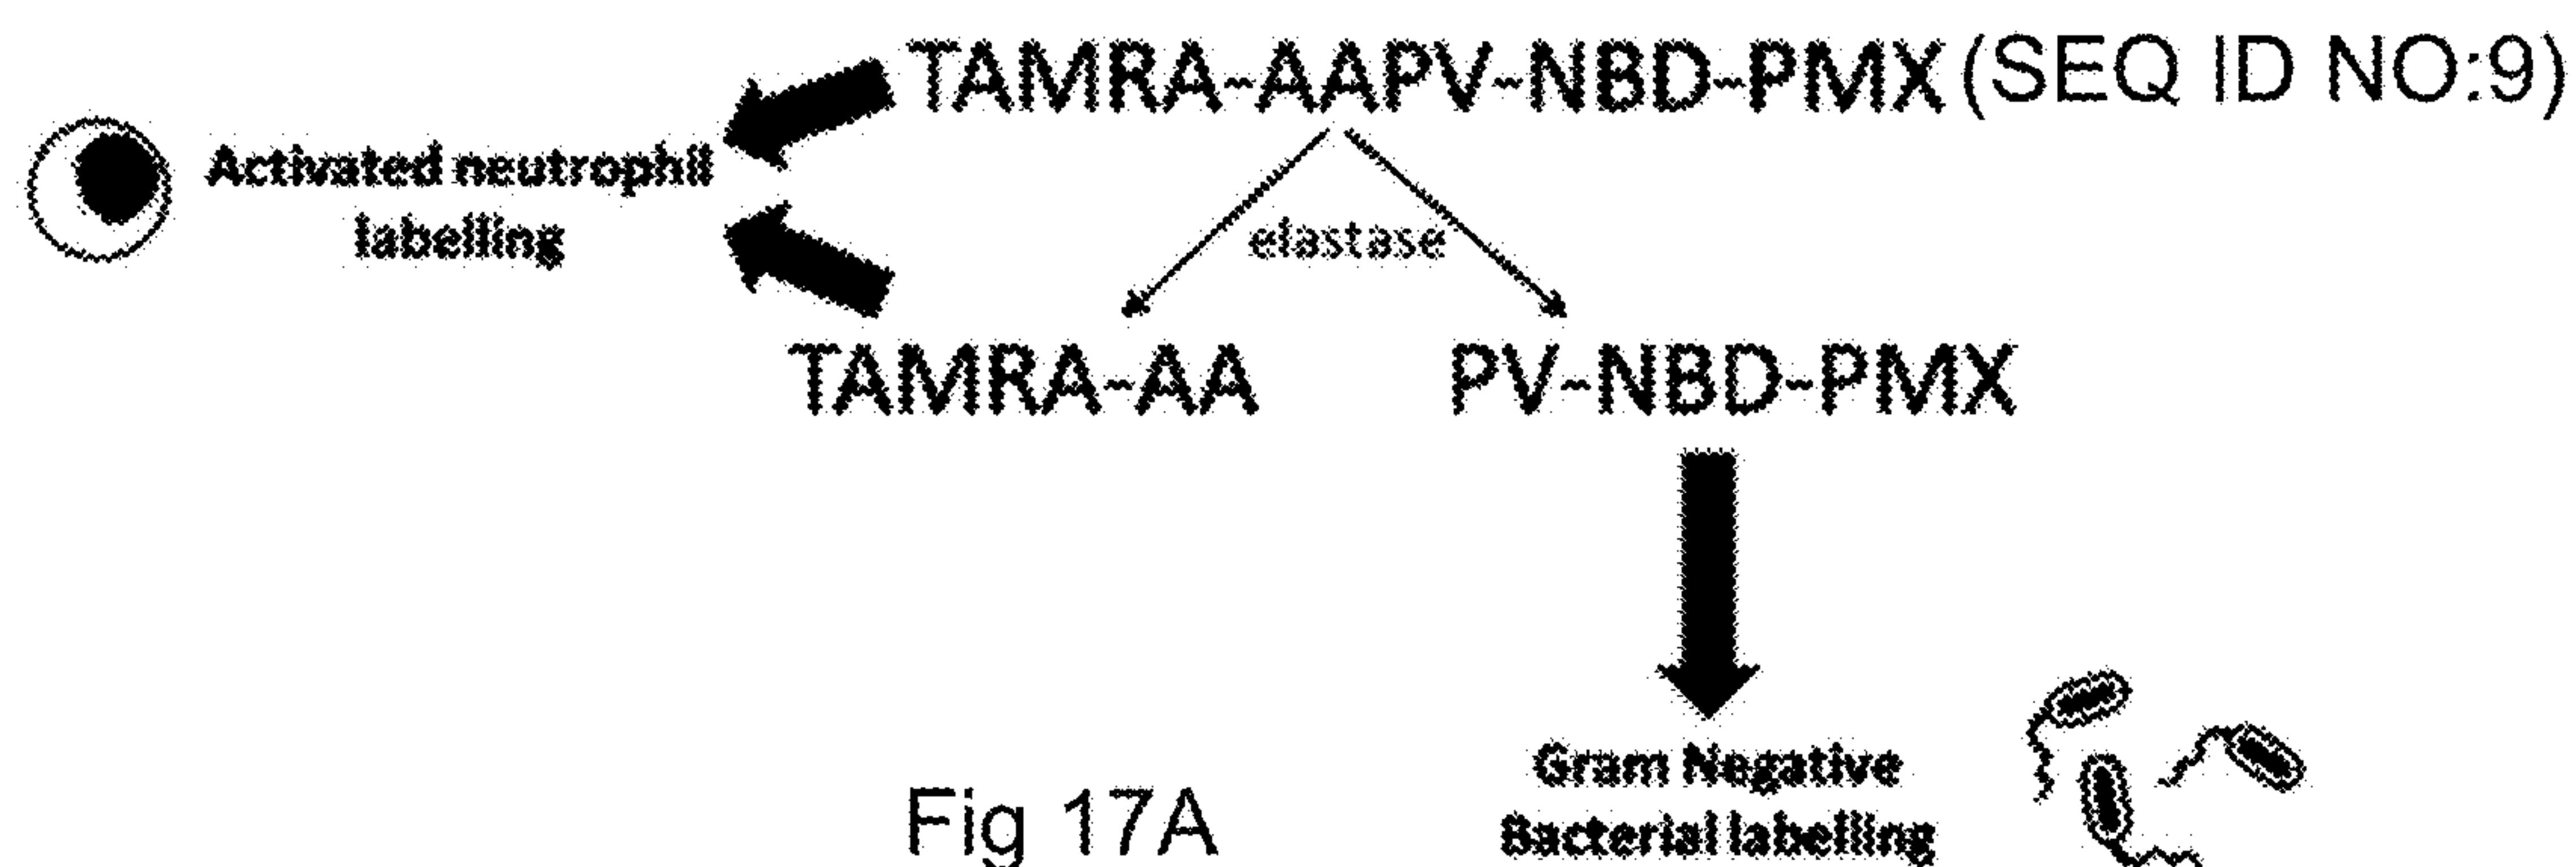 TAMRA-AAPV-NBD-PMX (SEQ ID NO:9)
Activated neutrophil
labelling
elastase
TAMRA-AA
PV-NBD-PMX
Gram Negative
Bacterial labelling
Fig 17A